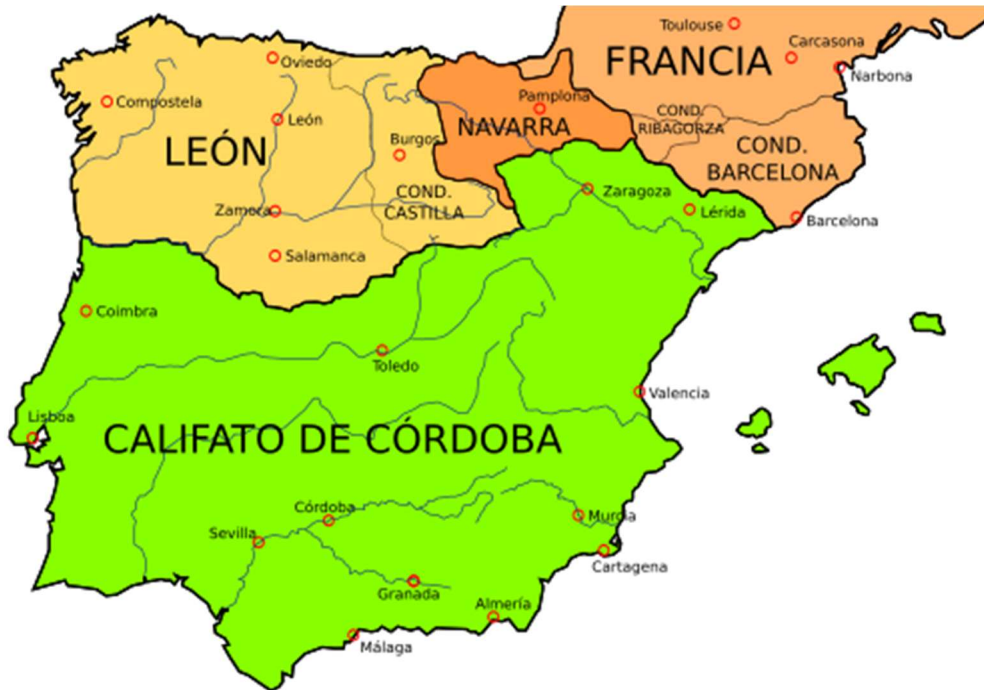 Toulouse
Carcasona
Oviedo
FRANCIA
Narbona
Compostela
Pamplona
COND.
RIBAGORZA
León
NAVARRA
LEÓN
Burgos
COND.
BARCELONA
COND.
CASTILLA
Zaragoza
Zamora
Lérida
Barcelona
Salamanca
Coimbra
Toledo
Valencia
Lisboa
CALIFATO DE CÓRDOBA
Córdoba
Murcia
Sevilla
Cartagena
Granada
Almería
Málaga